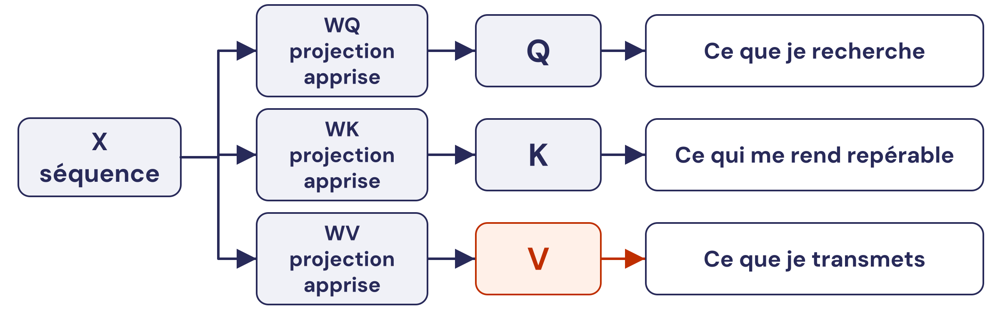 X
séquence
WQ
projection
apprise
Q
Ce que je recherche
WK
projection
apprise
K
Ce qui me rend repérable
WV
projection
apprise
V
Ce que je transmets